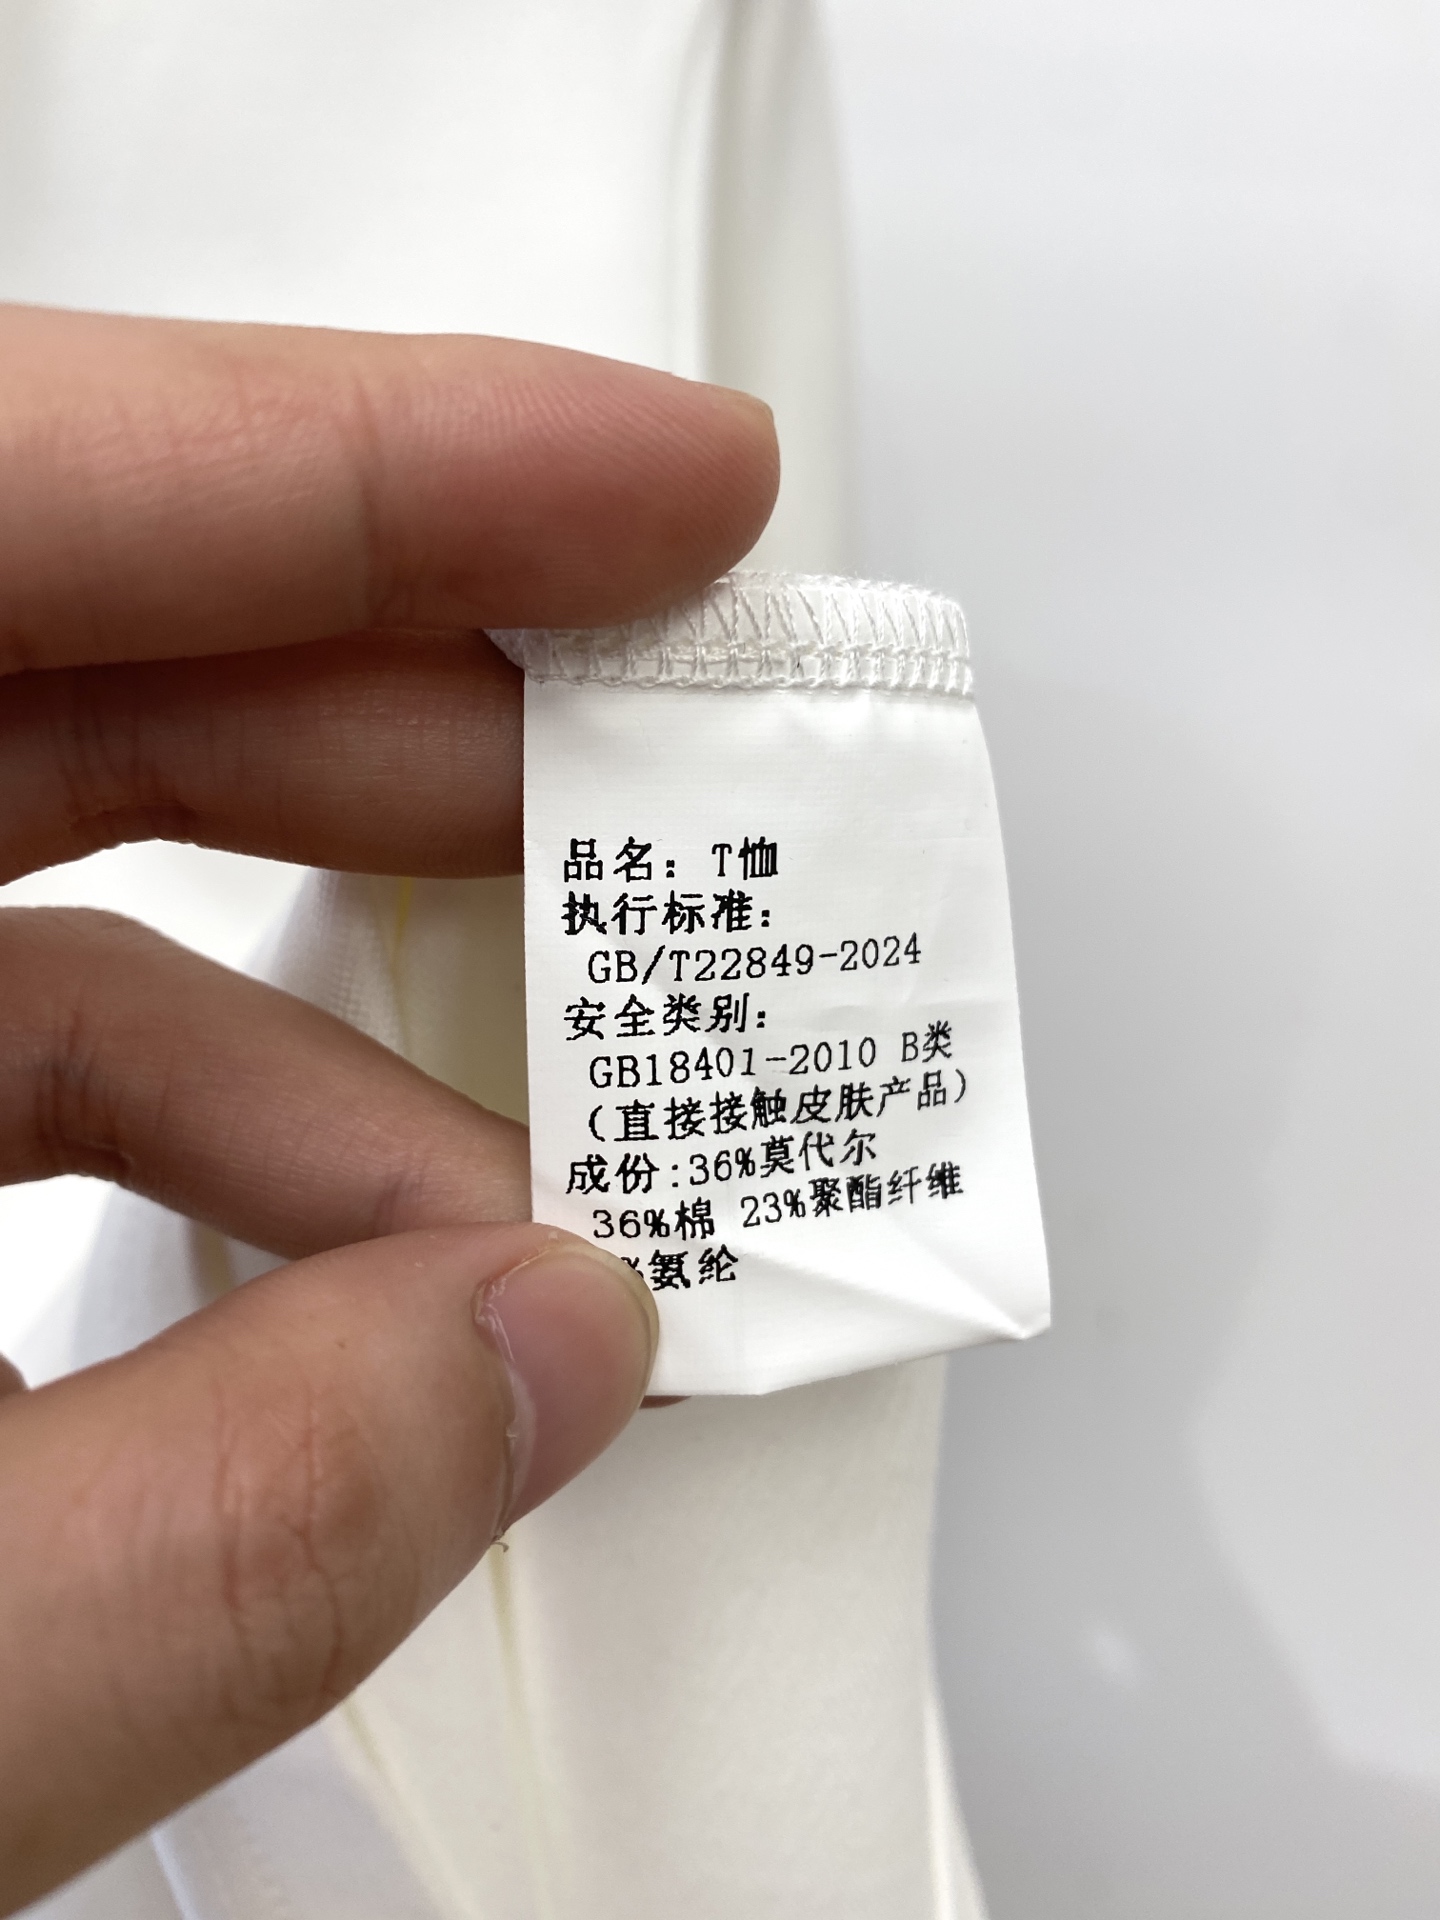 品名：T恤
执行标准：
GB/T22849-2024
安全类别：
GB18401-2010 B类
(直接接触皮肤产品)
成份:36%莫代尔
36%棉 23%聚酯纤维
%氨纶